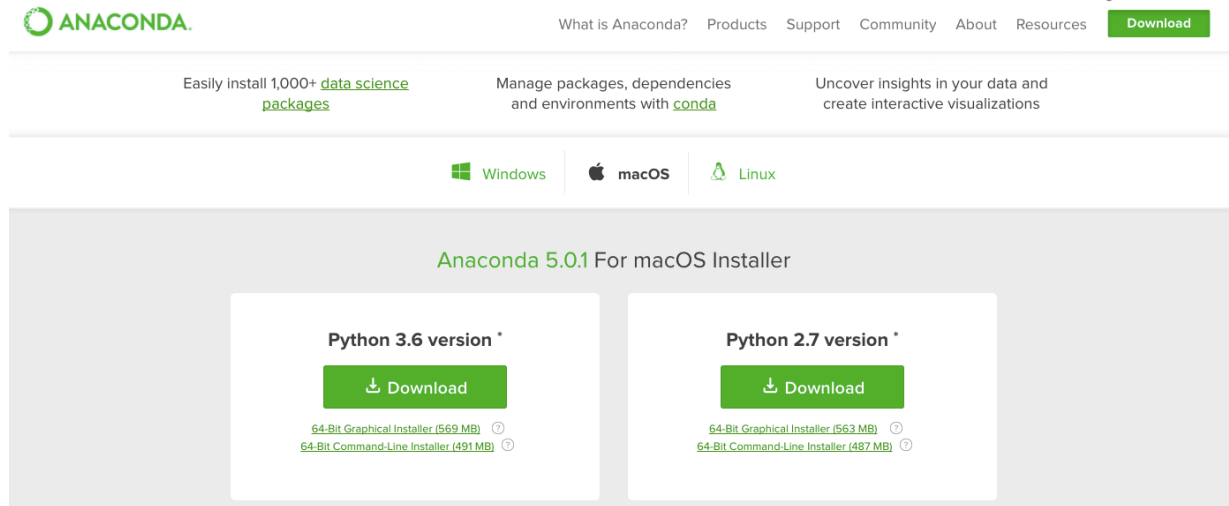 ANACONDA.
What is Anaconda? Products Support Community About Resources Download
Easily install 1,000+ data science
packages
Manage packages, dependencies
and environments with conda
Uncover insights in your data and
create interactive visualizations
Windows macOS Linux
Anaconda 5.0.1 For macOS Installer
Python 3.6 version *
Download
64-Bit Graphical Installer (569 MB) ?
64-Bit Command-Line Installer (491 MB) ?
Python 2.7 version *
Download
64-Bit Graphical Installer (563 MB) ?
64-Bit Command-Line Installer (487 MB) ?